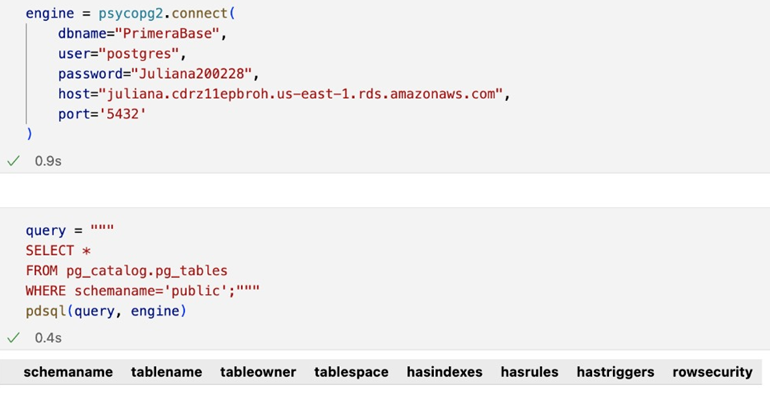 engine = psycopg2.connect(
dbname="PrimeraBase",
user="postgres",
password="Juliana200228",
host="juliana.cdrz11epbroh.us-east-1.rds.amazonaws.com",
port='5432'
)
0.9s
query = """
SELECT *
FROM pg_catalog.pg_tables
WHERE schemaname='public';"""
pdsql(query, engine)
0.4s
schemaname tablename tableowner tablespace hasindexes hasrules hastriggers rowsecurity